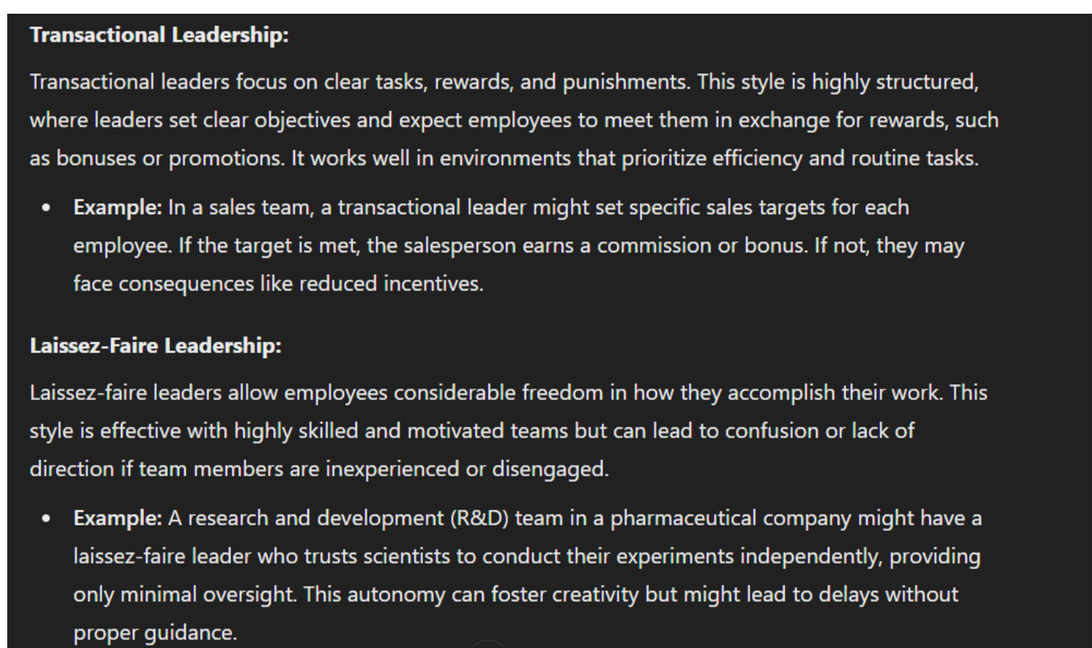 Transactional Leadership:
Transactional leaders focus on clear tasks, rewards, and punishments. This style is highly structured,
where leaders set clear objectives and expect employees to meet them in exchange for rewards, such
as bonuses or promotions. It works well in environments that prioritize efficiency and routine tasks.
• Example: In a sales team, a transactional leader might set specific sales targets for each
employee. If the target is met, the salesperson earns a commission or bonus. If not, they may
face consequences like reduced incentives.
Laissez-Faire Leadership:
Laissez-faire leaders allow employees considerable freedom in how they accomplish their work. This
style is effective with highly skilled and motivated teams but can lead to confusion or lack of
direction if team members are inexperienced or disengaged.
• Example: A research and development (R&D) team in a pharmaceutical company might have a
laissez-faire leader who trusts scientists to conduct their experiments independently, providing
only minimal oversight. This autonomy can foster creativity but might lead to delays without
proper guidance.